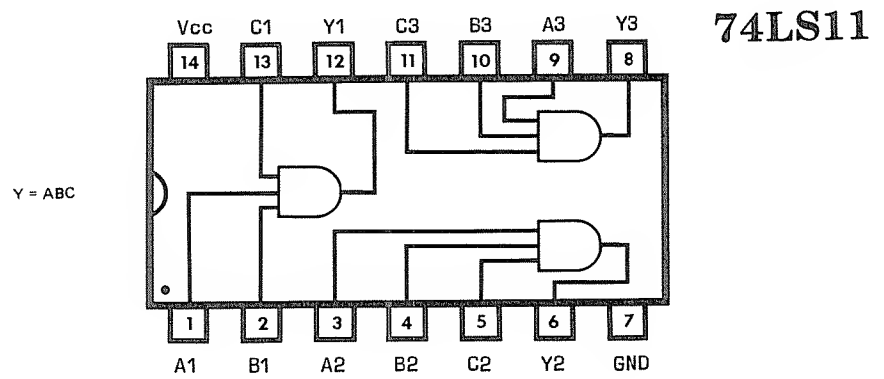 74LS11
Vcc C1 Y1 C3 B3 A3 Y3
14 13 12 11 10 9 8
Y = ABC
1 2 3 4 5 6 7
A1 B1 A2 B2 C2 Y2 GND